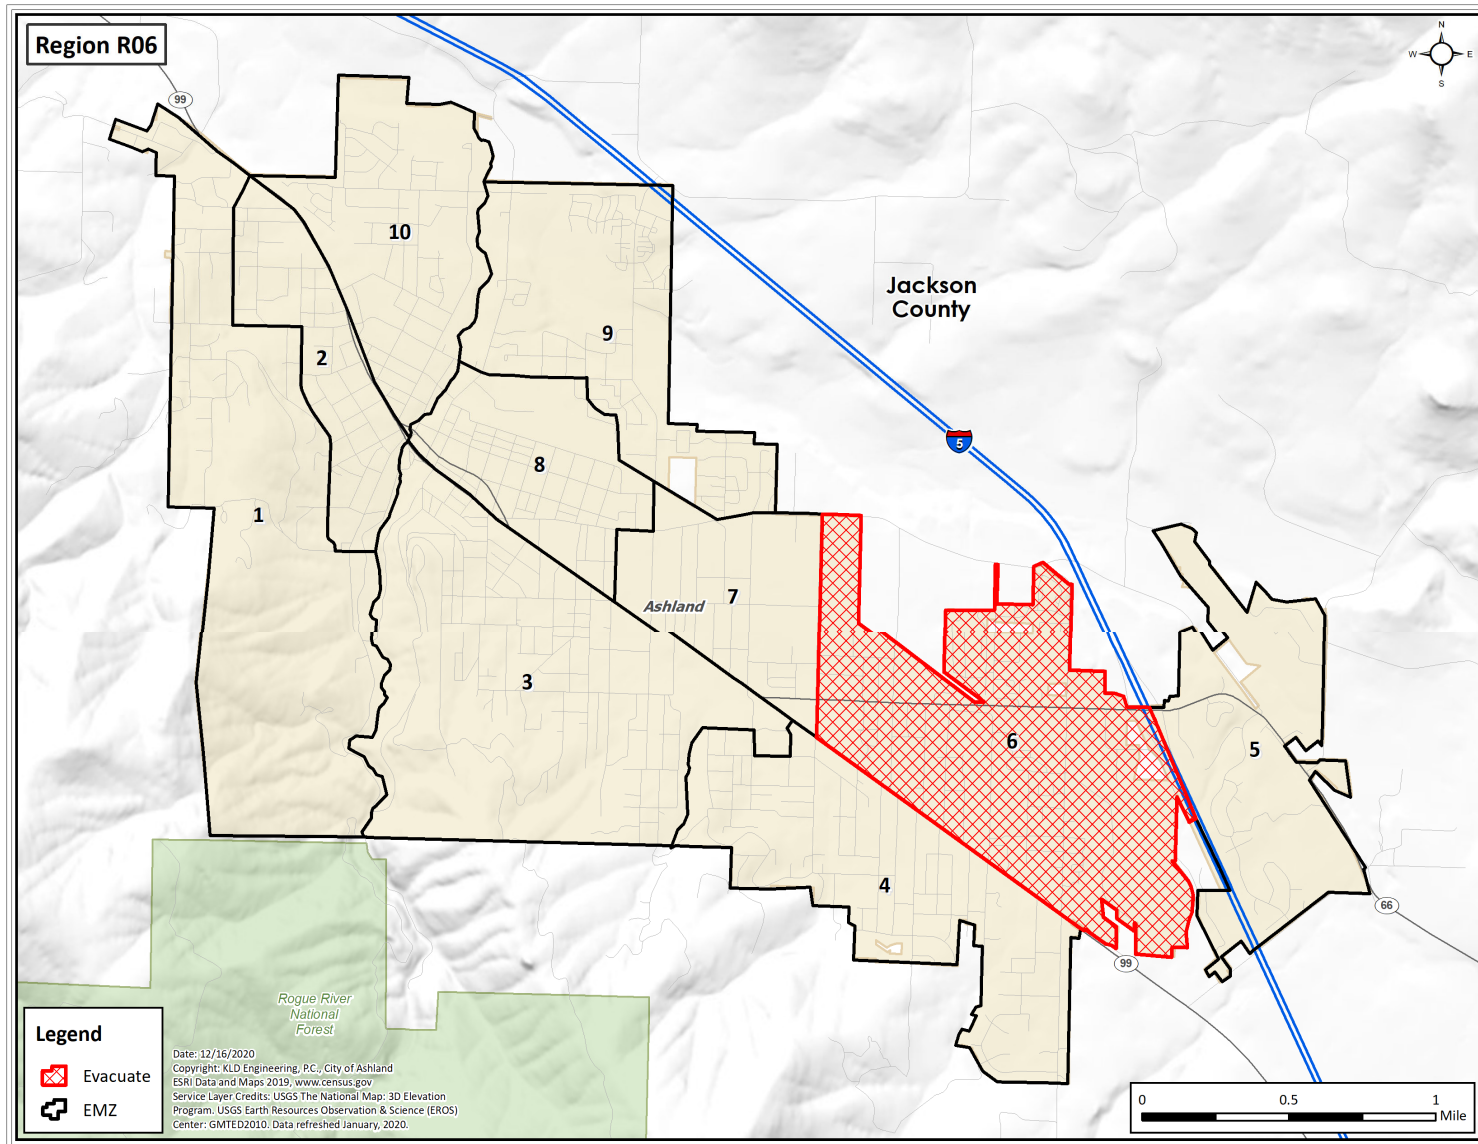 Region R06
N
W
E
S
99
10
Jackson
County
9
2
5
8
1
7
Ashland
3
6
5
4
66
99
Rogue River
National
Forest
Legend
Evacuate
EMZ
Date: 12/16/2020
Copyright: KLD Engineering, P.C., City of Ashland
ESRI Data and Maps 2019, www.census.gov
Service Layer Credits: USGS The National Map: 3D Elevation
Program. USGS Earth Resources Observation & Science (EROS)
Center: GMTED2010. Data refreshed January, 2020.
0 0.5 1
Mile